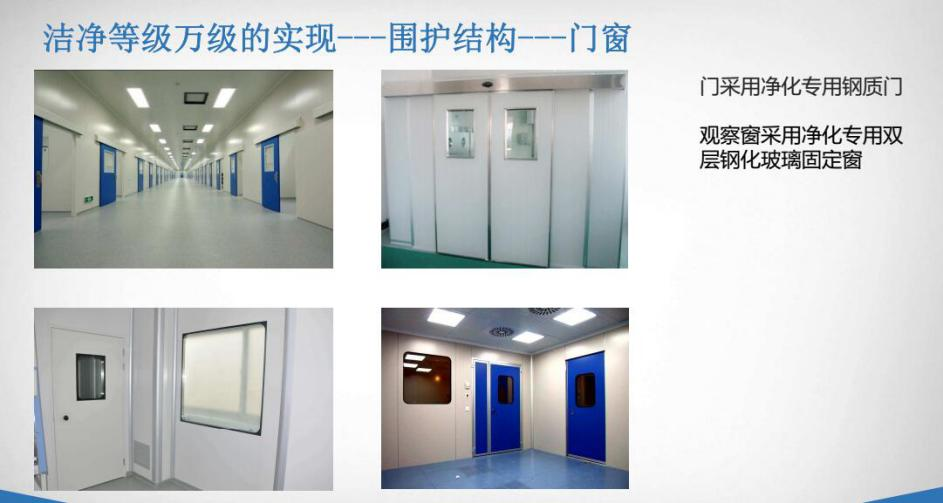 洁净等级万级的实现---围护结构---门窗
门采用净化专用钢质门
观察窗采用净化专用双
层钢化玻璃固定窗